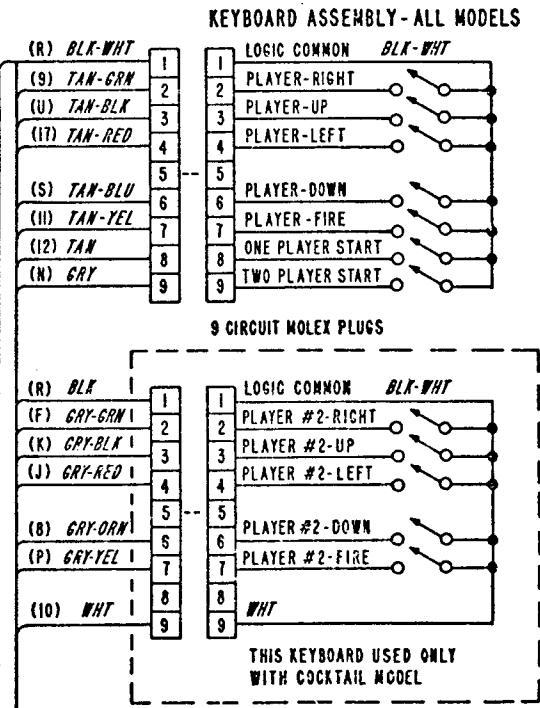 KEYBOARD ASSEMBLY-ALL MODELS
(R) BLK-WHT 1 1 LOGIC COMMON BLK-WHT
(9) TAN-GRN 2 2 PLAYER-RIGHT
(U) TAN-BLK 3 3 PLAYER-UP
(17) TAN-RED 4 4 PLAYER-LEFT
5 -- 5
(S) TAN-BLU 6 6 PLAYER-DOWN
(11) TAN-YEL 7 7 PLAYER-FIRE
(12) TAN 8 8 ONE PLAYER START
(N) GRY 9 9 TWO PLAYER START
9 CIRCUIT MOLEX PLUGS
(R) BLK 1 1 LOGIC COMMON BLK-WHT
(F) GRY-GRN 2 2 PLAYER #2-RIGHT
(K) GRY-BLK 3 3 PLAYER #2-UP
(J) GRY-RED 4 4 PLAYER #2-LEFT
5 -- 5
(8) GRY-ORN 6 6 PLAYER #2-DOWN
(P) GRY-YEL 7 7 PLAYER #2-FIRE
8 8
(10) WHT 9 9 WHT
THIS KEYBOARD USED ONLY
WITH COCKTAIL MODEL